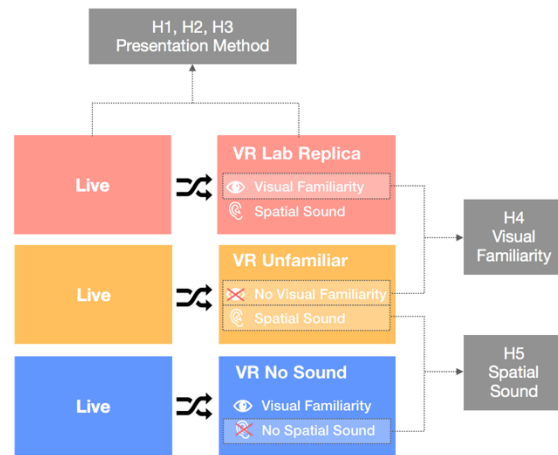 H1, H2, H3
Presentation Method
Live
VR Lab Replica
Visual Familiarity
Spatial Sound
H4
Visual
Familiarity
Live
VR Unfamiliar
No Visual Familiarity
Spatial Sound
H5
Spatial
Sound
Live
VR No Sound
Visual Familiarity
No Spatial Sound